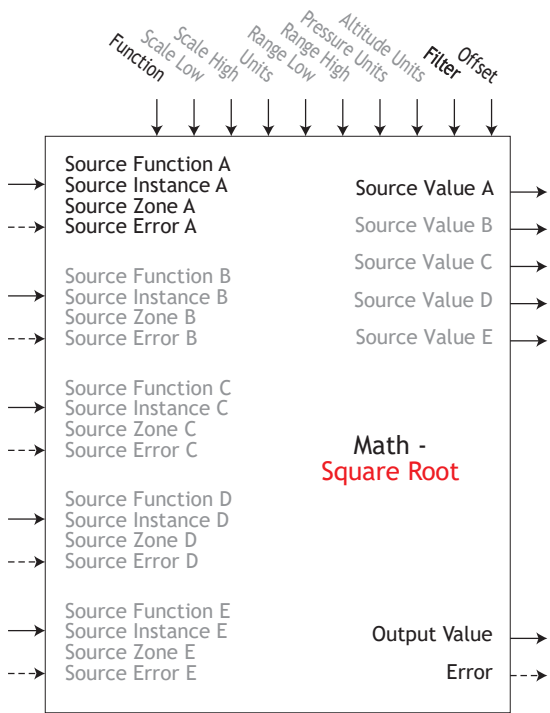 Function
Scale Low
Scale High
Units
Range Low
Range High
Pressure Units
Altitude Units
Filter
Offset
Source Function A
Source Instance A
Source Zone A
Source Error A
Source Function B
Source Instance B
Source Zone B
Source Error B
Source Function C
Source Instance C
Source Zone C
Source Error C
Source Function D
Source Instance D
Source Zone D
Source Error D
Source Function E
Source Instance E
Source Zone E
Source Error E
Source Value A
Source Value B
Source Value C
Source Value D
Source Value E
Math -
Square Root
Output Value
Error